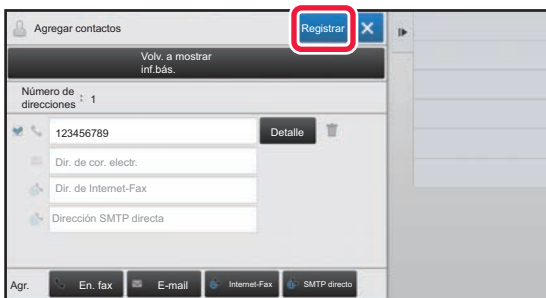 Agregar contactos
Registrar
Volv. a mostrar
inf.bás.
Número de
direcciones : 1
123456789
Detalle
Dir. de cor. electr.
Dir. de Internet-Fax
Dirección SMTP directa
Agr.
En. fax
E-mail
Internet-Fax
SMTP directo